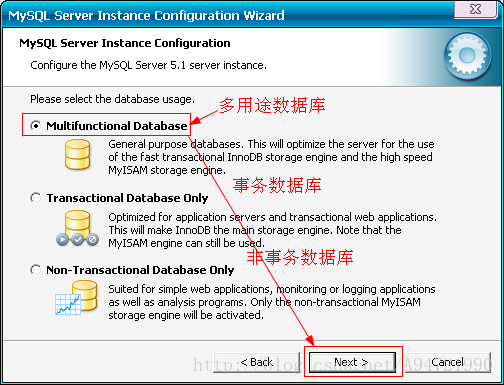 MySQL Server Instance Configuration Wizard
MySQL Server Instance Configuration
Configure the MySQL Server 5.1 server instance.
Please select the database usage.
多用途数据库
Multifunctional Database
General purpose databases. This will optimize the server for the use
of the fast transactional InnoDB storage engine and the high speed
MyISAM storage engine.
事务数据库
Transactional Database Only
Optimized for application servers and transactional web applications.
This will make InnoDB the main storage engine. Note that the
MyISAM engine can still be used.
非事务数据库
Non-Transactional Database Only
Suited for simple web applications, monitoring or logging applications
as well as analysis programs. Only the non-transactional MyISAM
storage engine will be activated.
< Back
Next >
Cancel